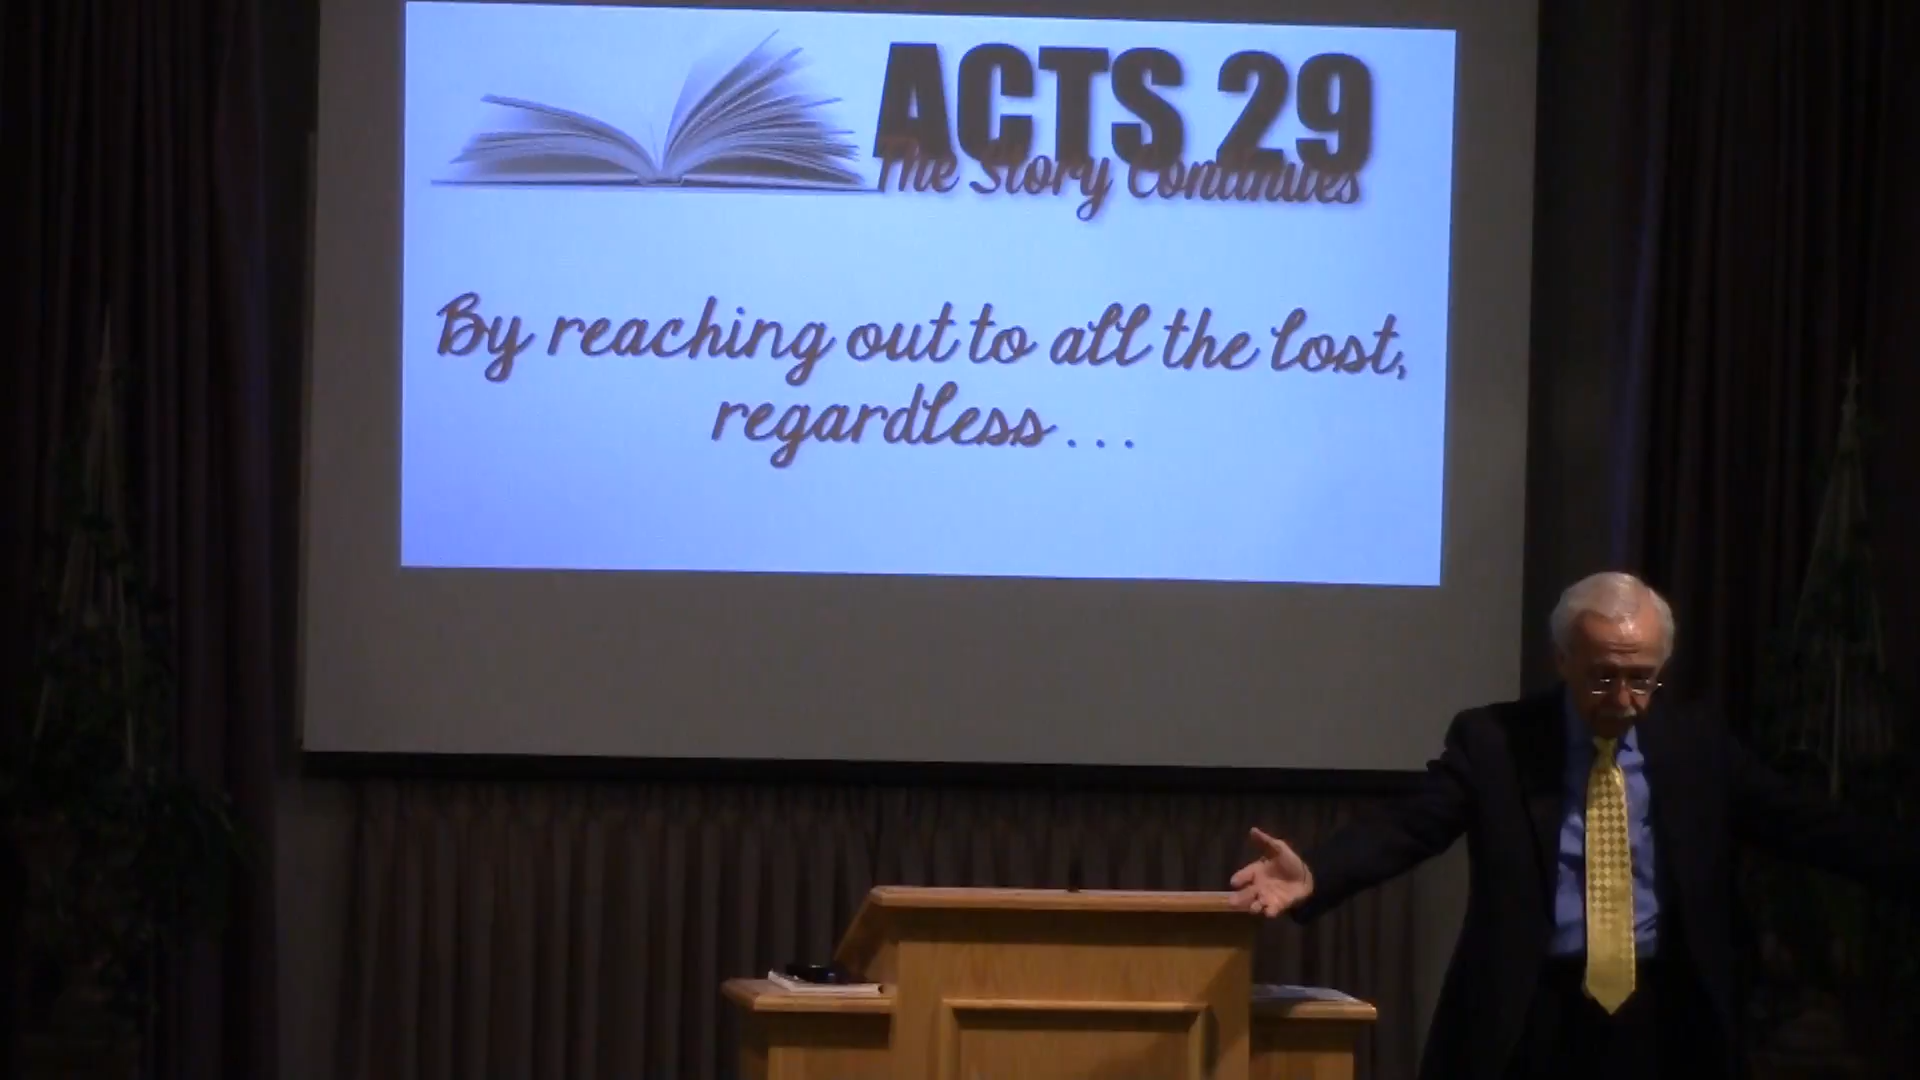 ACTS 29
The Story Continues
By reaching out to all the lost,
regardless...